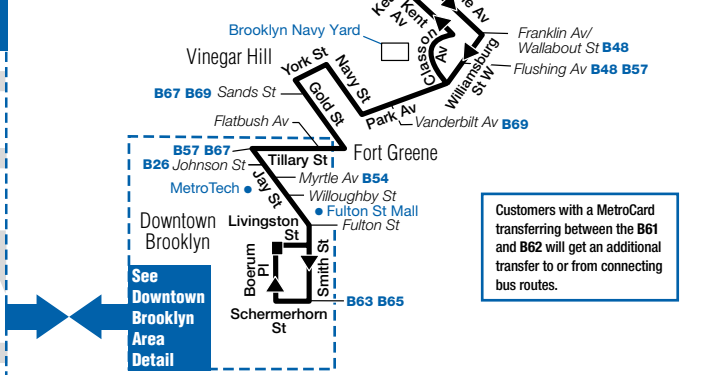 Kent
Av
Av
Franklin Av/
Wallabout St B48
Brooklyn Navy Yard
Classon
Av
Williamsburg
St W
Flushing Av B48 B57
Vinegar Hill
York St
Navy St
B67 B69 Sands St
Gold St
Park Av
Vanderbilt Av B69
Flatbush Av
B57 B67
Tillary St
Fort Greene
B26 Johnson St
Jay St
Myrtle Av B54
MetroTech
Willoughby St
Fulton St Mall
Downtown
Brooklyn
Livingston
St
Fulton St
Boerum
Pl
Smith St
B63 B65
Schermerhorn
St
See
Downtown
Brooklyn
Area
Detail
Customers with a MetroCard
transferring between the B61
and B62 will get an additional
transfer to or from connecting
bus routes.